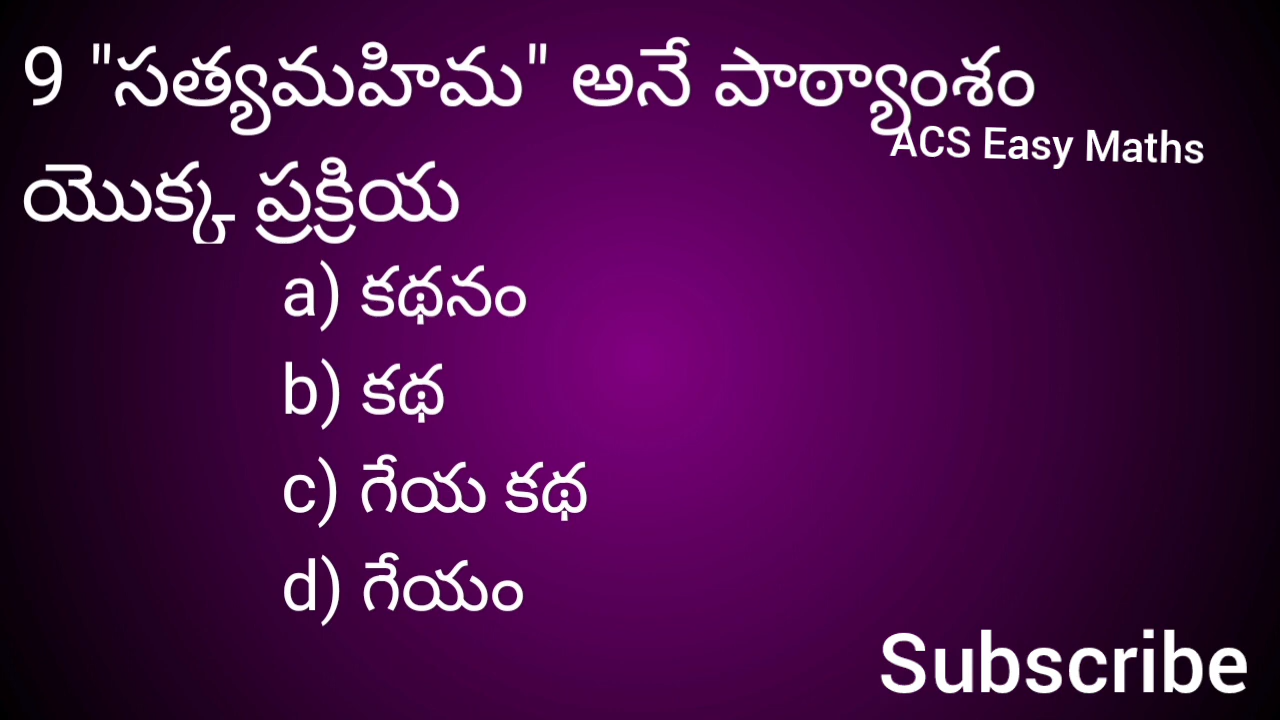 9 "సత్యమహిమ" అనే పాఠ్యాంశం
ACS Easy Maths
యొక్క ప్రక్రియ
a) కథనం
b) కథ
c) గేయ కథ
d) గేయం
Subscribe